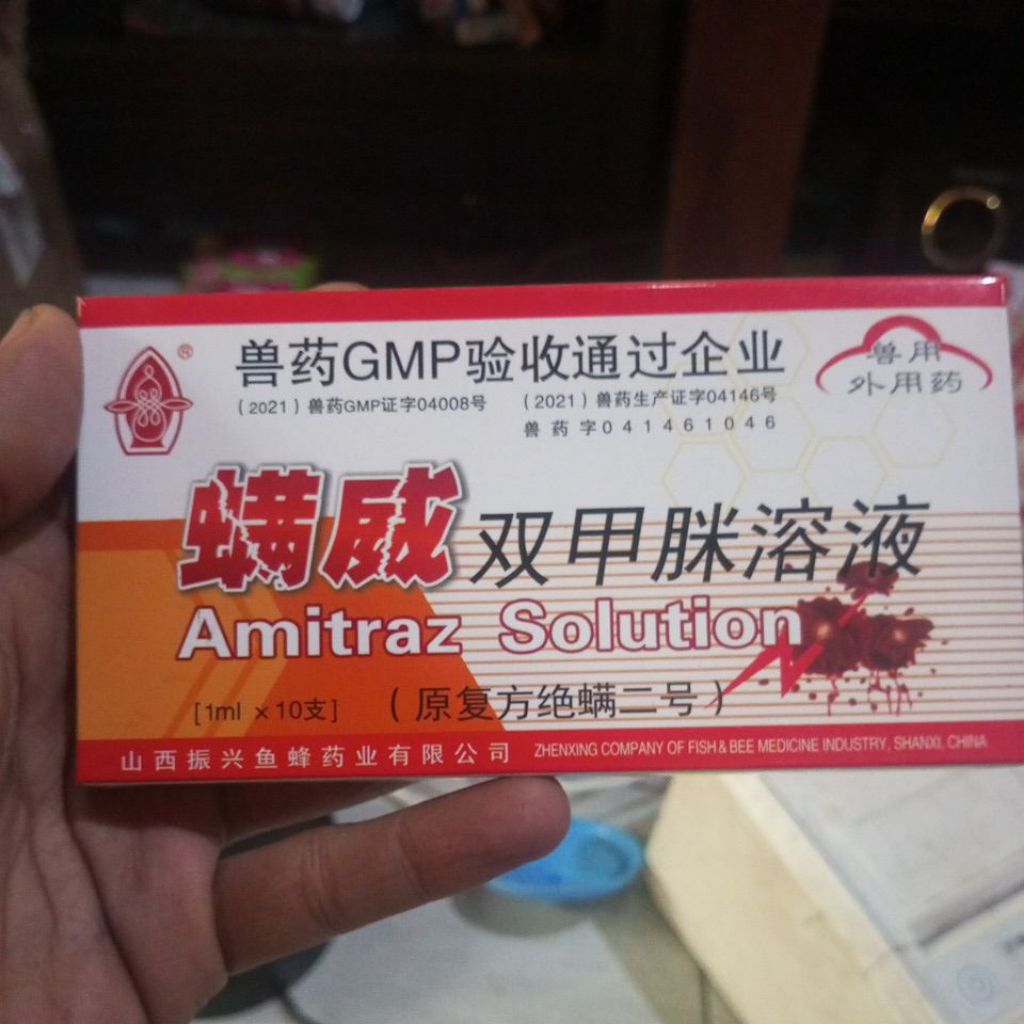 ®
兽药GMP验收通过企业
(2021)兽药GMP证字04008号 (2021)兽药生产证字04146号
兽药字041461046
兽用
外用药
螨威 双甲脒溶液
Amitraz Solution
[1ml ×10支] (原复方绝螨二号)
山西振兴鱼蜂药业有限公司 ZHENXING COMPANY OF FISH & BEE MEDICINE INDUSTRY, SHANXI, CHINA